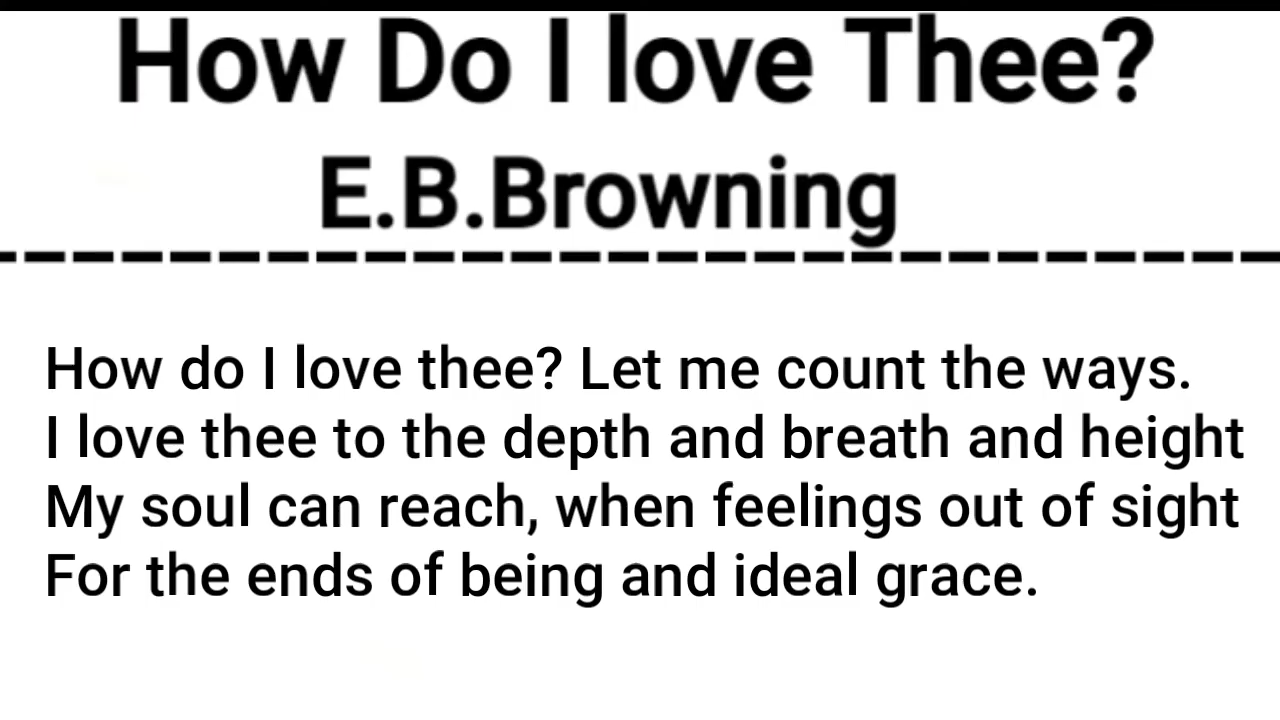 How Do I love Thee?
E.B.Browning
How do I love thee? Let me count the ways.
I love thee to the depth and breath and height
My soul can reach, when feelings out of sight
For the ends of being and ideal grace.